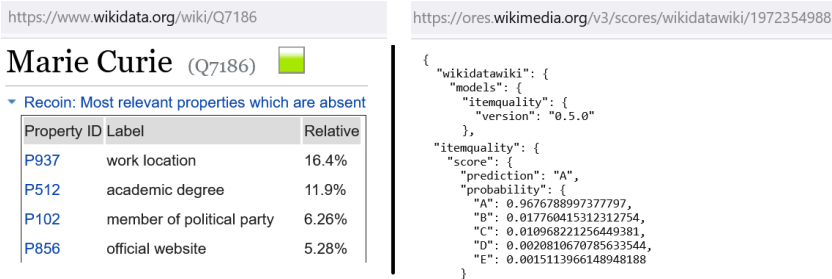 https://www.wikidata.org/wiki/Q7186
Marie Curie (Q7186)
Recoin: Most relevant properties which are absent
Property ID Label Relative
P937 work location 16.4%
P512 academic degree 11.9%
P102 member of political party 6.26%
P856 official website 5.28%
https://ores.wikimedia.org/v3/scores/wikidatawiki/1972354988
{
"wikidatawiki": {
"models": {
"itemquality": {
"version": "0.5.0"
},
"itemquality": {
"score": {
"prediction": "A",
"probability": {
"A": 0.9676788997377797,
"B": 0.017760415312312754,
"C": 0.010968221256449381,
"D": 0.0020810670785633544,
"E": 0.0015113966148948188
}